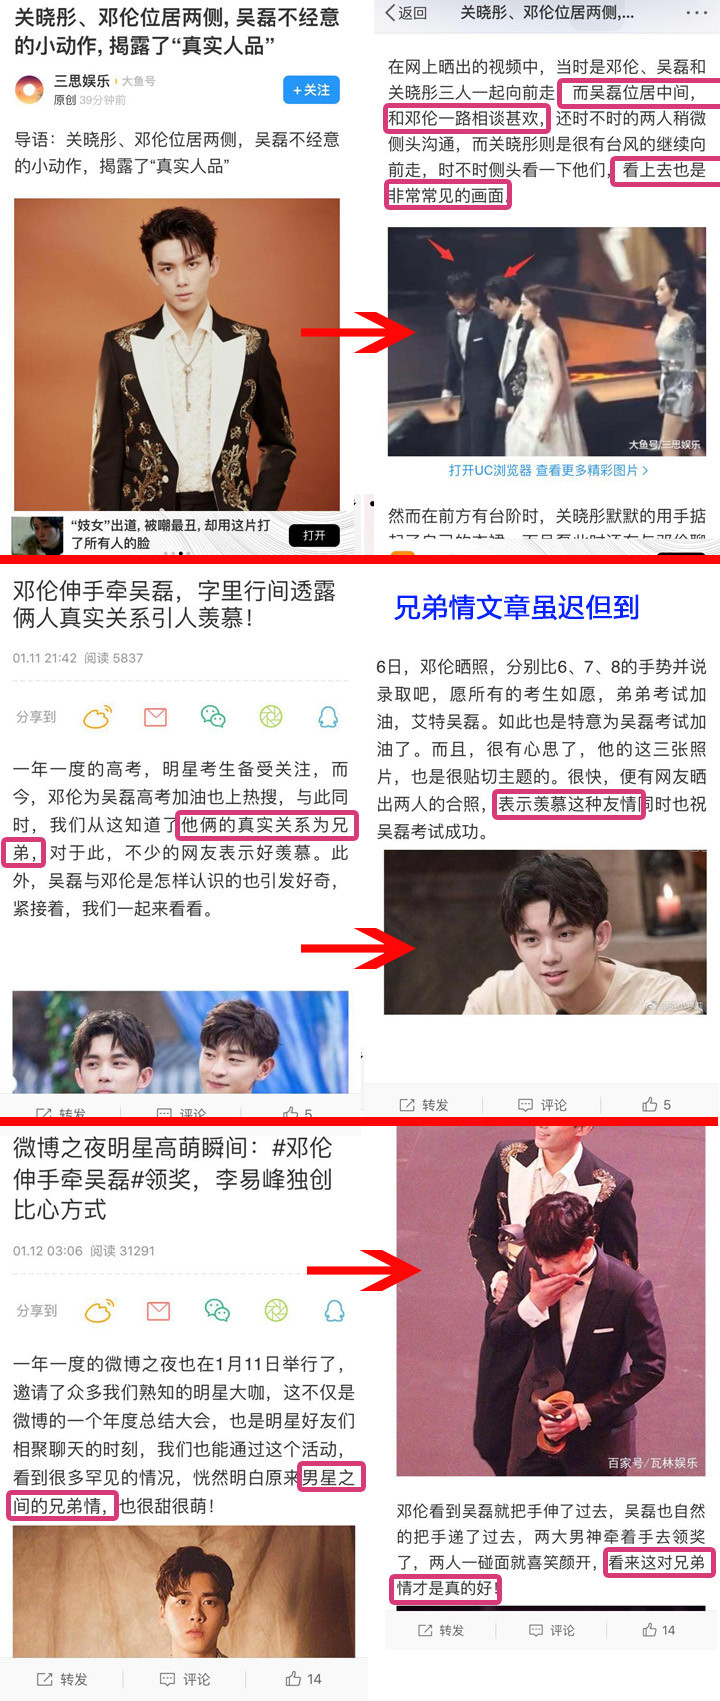 关晓彤、邓伦位居两侧, 吴磊不经意
的小动作, 揭露了“真实人品”
三思娱乐
大鱼号
原创 39分钟前
+关注
导语：关晓彤、邓伦位居两侧，吴磊不经意
的小动作，揭露了“真实人品”
“妓女”出道, 被嘲最丑, 却用这片打
了所有人的脸
打开
返回
关晓彤、邓伦位居两侧,...
在网上晒出的视频中，当时是邓伦、吴磊和
关晓彤三人一起向前走，而吴磊位居中间，
和邓伦一路相谈甚欢，还时不时的两人稍微
侧头沟通，而关晓彤则是很有台风的继续向
前走，时不时侧头看一下他们，看上去也是
非常常见的画面。
大鱼号/三思娱乐
打开UC浏览器 查看更多精彩图片 >
然而在前方有台阶时，关晓彤默默的用手掂
邓伦伸手牵吴磊，字里行间透露
俩人真实关系引人羡慕！
01.11 21:42 阅读 5837
分享到
一年一度的高考，明星考生备受关注，而
今，邓伦为吴磊高考加油也上热搜，与此同
时，我们从这知道了他俩的真实关系为兄
弟，对于此，不少的网友表示好羡慕。此
外，吴磊与邓伦是怎样认识的也引发好奇，
紧接着，我们一起来看看。
转发
评论
5
兄弟情文章虽迟但到
6日，邓伦晒照，分别比6、7、8的手势并说
录取吧，愿所有的考生如愿，弟弟考试加
油，艾特吴磊。如此也是特意为吴磊考试加
油了。而且，很有心思了，他的这三张照
片，也是很贴切主题的。很快，便有网友晒
出两人的合照，表示羡慕这种友情同时也祝
吴磊考试成功。
转发
评论
5
微博之夜明星高萌瞬间：#邓伦
伸手牵吴磊#领奖，李易峰独创
比心方式
01.12 03:06 阅读 31291
分享到
一年一度的微博之夜也在1月11日举行了，
邀请了众多我们熟知的明星大咖，这不仅是
微博的一个年度总结大会，也是明星好友们
相聚聊天的时刻，我们也能通过这个活动，
看到很多罕见的情况，恍然明白原来男星之
间的兄弟情，也很甜很萌！
转发
评论
14
百家号/瓦林娱乐
邓伦看到吴磊就把手伸了过去，吴磊也自然
的把手递了过去，两大男神牵着手去领奖
了，两人一碰面就喜笑颜开，看来这对兄弟
情才是真的好！
转发
评论
14